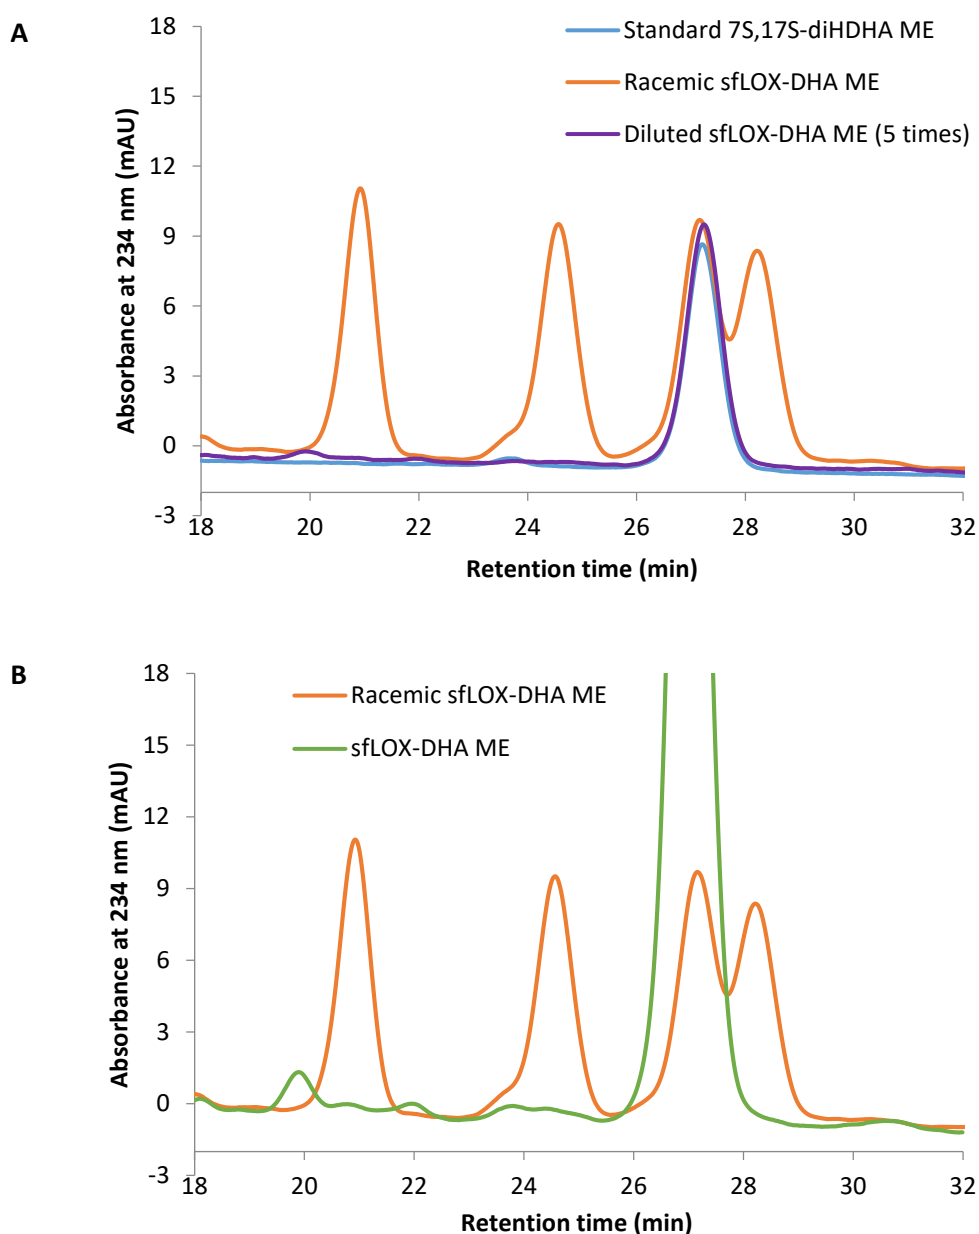 A
18
Standard 7S,17S-diHDHA ME
15
Racemic sfLOX-DHA ME
Diluted sfLOX-DHA ME (5 times)
12
9
6
3
0
-3
Absorbance at 234 nm (mAU)
18 20 22 24 26 28 30 32
Retention time (min)
B
18
Racemic sfLOX-DHA ME
15
sfLOX-DHA ME
12
9
6
3
0
-3
Absorbance at 234 nm (mAU)
18 20 22 24 26 28 30 32
Retention time (min)